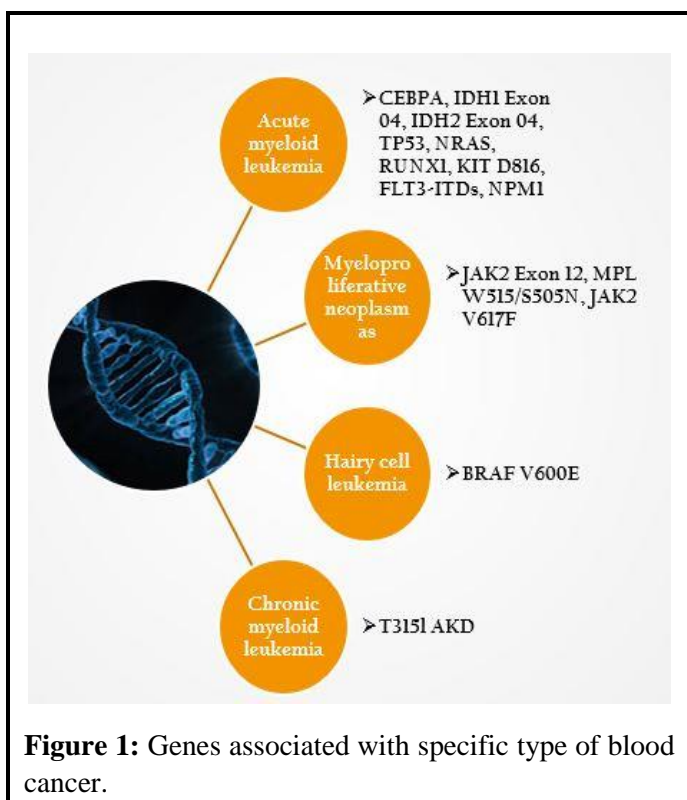 Acute
myeloid
leukemia
➢CEBPA, IDH1 Exon
04, IDH2 Exon 04,
TP53, NRAS,
RUNX1, KIT D816,
FLT3-ITDs, NPM1
Myelopro
liferative
neoplasm
as
➢JAK2 Exon 12, MPL
W515/S505N, JAK2
V617F
Hairy cell
leukemia
➢BRAF V600E
Chronic
myeloid
leukemia
➢T315l AKD
Figure 1: Genes associated with specific type of blood
cancer.